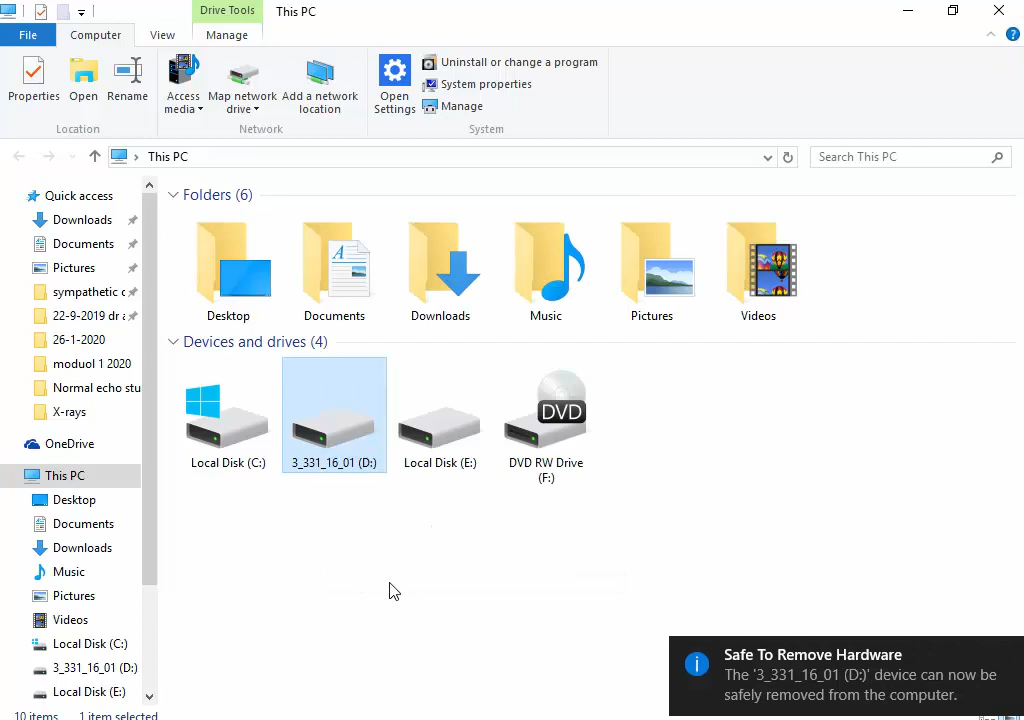 Drive Tools
This PC
File
Computer
View
Manage
Properties
Open
Rename
Access media
Map network drive
Add a network location
Open Settings
Uninstall or change a program
System properties
Manage
Location
Network
System
This PC
Search This PC
Quick access
Downloads
Documents
Pictures
sympathetic c
22-9-2019 dr a
26-1-2020
moduol 1 2020
Normal echo stu
X-rays
OneDrive
This PC
Desktop
Documents
Downloads
Music
Pictures
Videos
Local Disk (C:)
3_331_16_01 (D:)
Local Disk (E:)
Folders (6)
Desktop
Documents
Downloads
Music
Pictures
Videos
Devices and drives (4)
Local Disk (C:)
3_331_16_01 (D:)
Local Disk (E:)
DVD
DVD RW Drive
(F:)
Safe To Remove Hardware
The '3_331_16_01 (D:)' device can now be
safely removed from the computer.
10 items
1 item selected